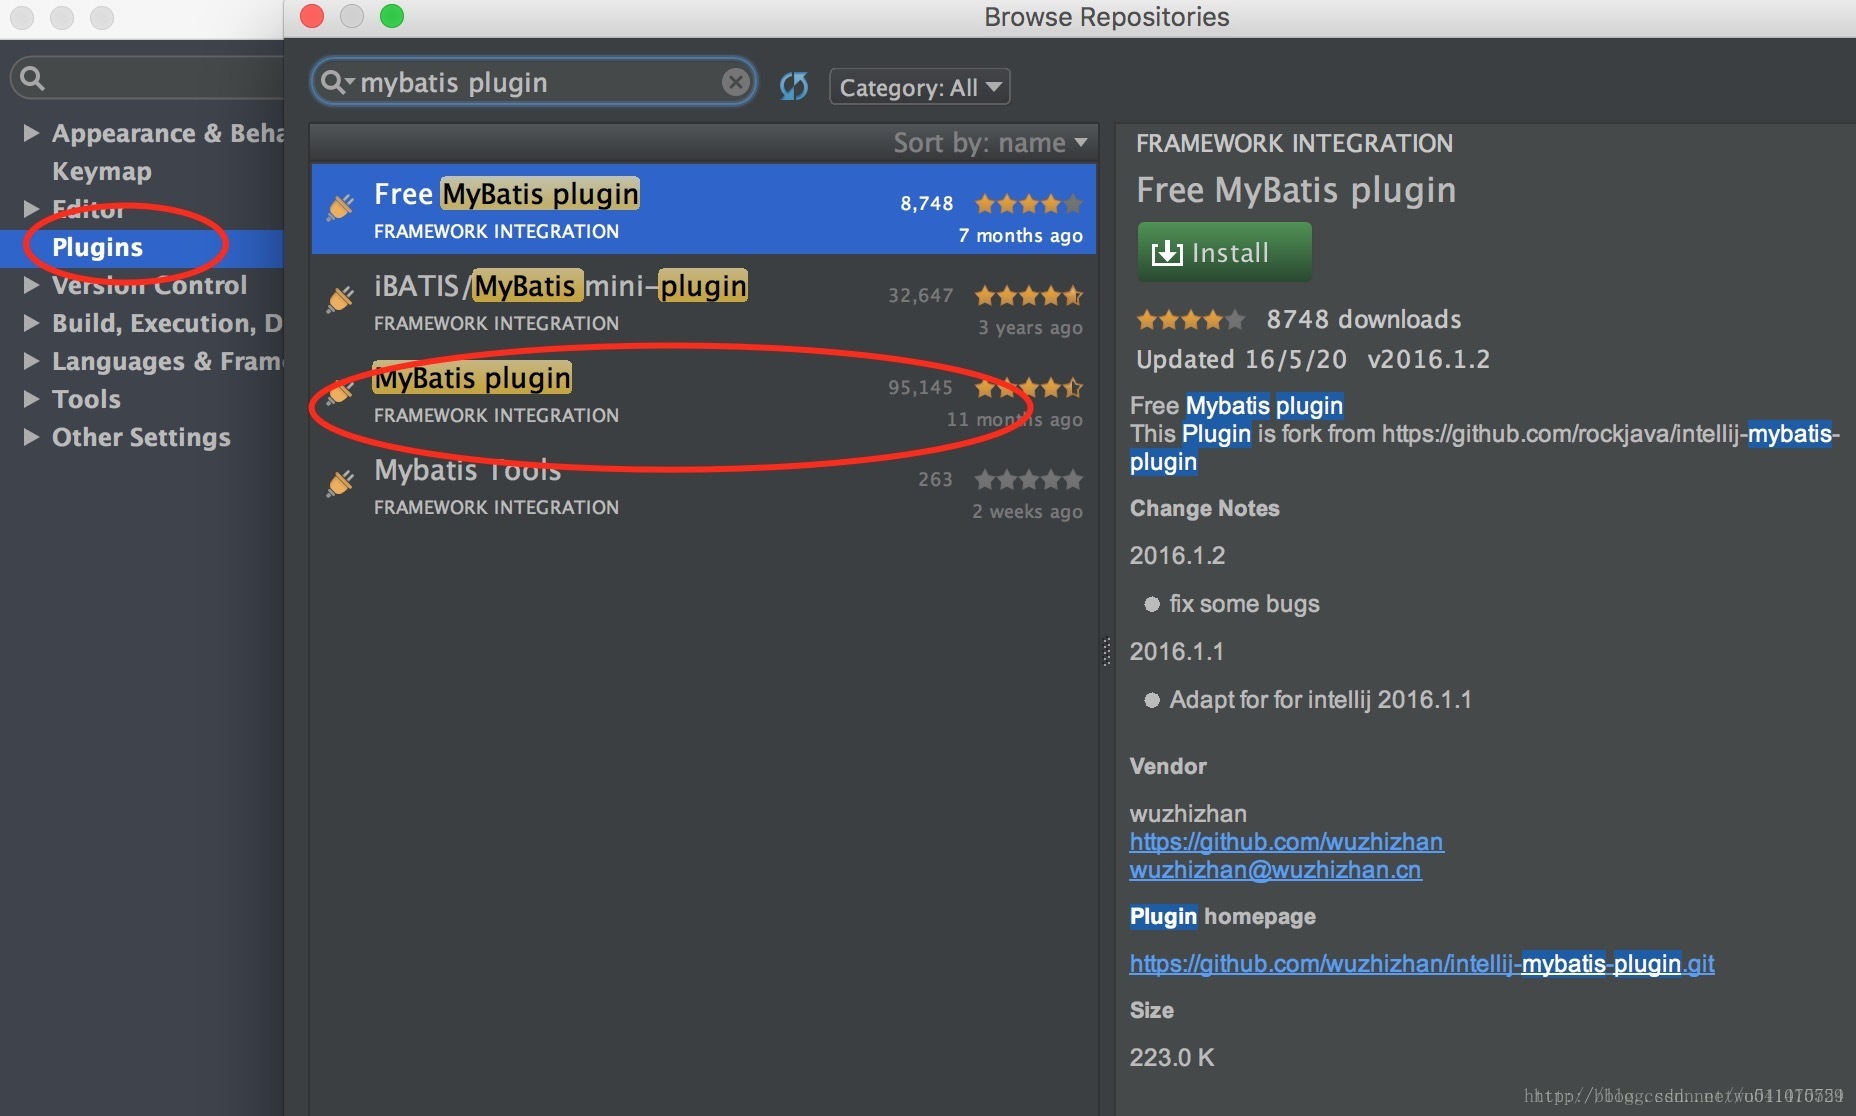 Browse Repositories
mybatis plugin
Category: All
Appearance & Beha
Keymap
Editor
Plugins
Version Control
Build, Execution, D
Languages & Frame
Tools
Other Settings
Sort by: name
Free MyBatis plugin
8,748
FRAMEWORK INTEGRATION
7 months ago
iBATIS/MyBatis mini-plugin
32,647
FRAMEWORK INTEGRATION
3 years ago
MyBatis plugin
95,145
FRAMEWORK INTEGRATION
11 months ago
Mybatis Tools
263
FRAMEWORK INTEGRATION
2 weeks ago
FRAMEWORK INTEGRATION
Free MyBatis plugin
Install
8748 downloads
Updated 16/5/20 v2016.1.2
Free Mybatis plugin
This Plugin is fork from https://github.com/rockjava/intellij-mybatis-
plugin
Change Notes
2016.1.2
fix some bugs
2016.1.1
Adapt for for intellij 2016.1.1
Vendor
wuzhizhan
https://github.com/wuzhizhan
wuzhizhan@wuzhizhan.cn
Plugin homepage
https://github.com/wuzhizhan/intellij-mybatis-plugin.git
Size
223.0 K